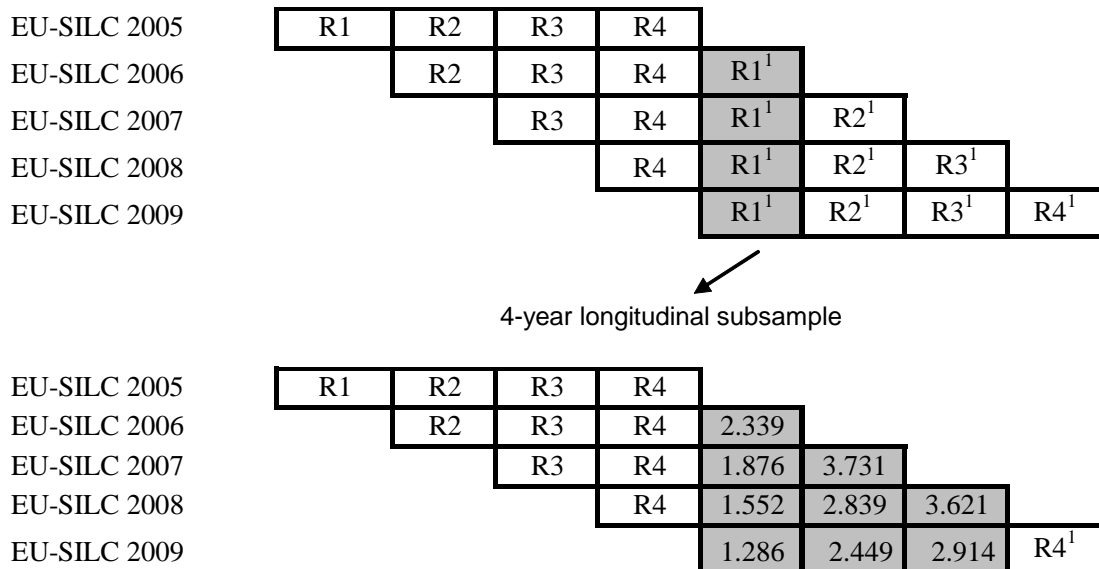 EU-SILC 2005 R1 R2 R3 R4
EU-SILC 2006 R2 R3 R4 R1¹
EU-SILC 2007 R3 R4 R1¹ R2¹
EU-SILC 2008 R4 R1¹ R2¹ R3¹
EU-SILC 2009 R1¹ R2¹ R3¹ R4¹
4-year longitudinal subsample
EU-SILC 2005 R1 R2 R3 R4
EU-SILC 2006 R2 R3 R4 2.339
EU-SILC 2007 R3 R4 1.876 3.731
EU-SILC 2008 R4 1.552 2.839 3.621
EU-SILC 2009 1.286 2.449 2.914 R4¹